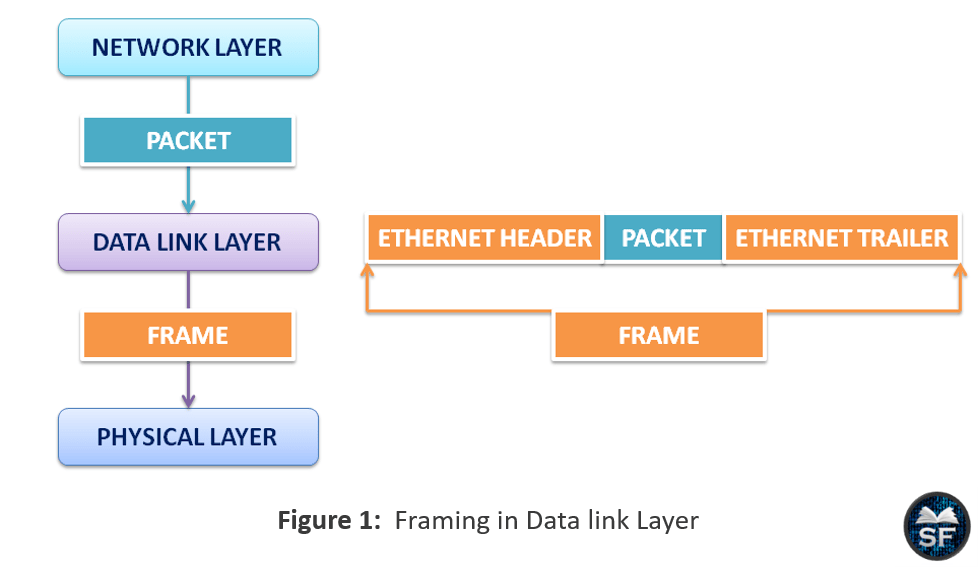 NETWORK LAYER
PACKET
DATA LINK LAYER
FRAME
PHYSICAL LAYER
ETHERNET HEADER PACKET ETHERNET TRAILER
FRAME
Figure 1: Framing in Data link Layer
SF